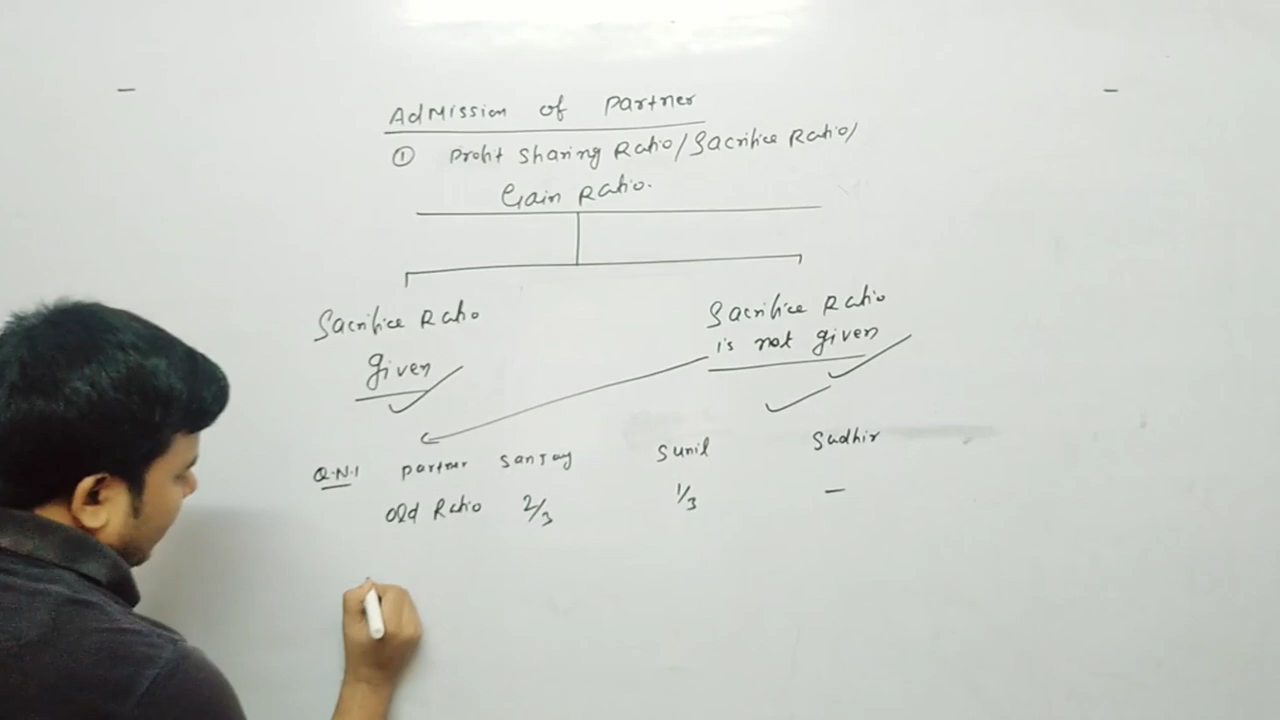 Admission of Partner
① Profit Sharing Ratio/Sacrifice Ratio/
Gain Ratio.
Sacrifice Ratio
given
Sacrifice Ratio
is not given
Q.N.1 Partner Sanjay Sunil Sudhir
Old Ratio 2/3 1/3 —